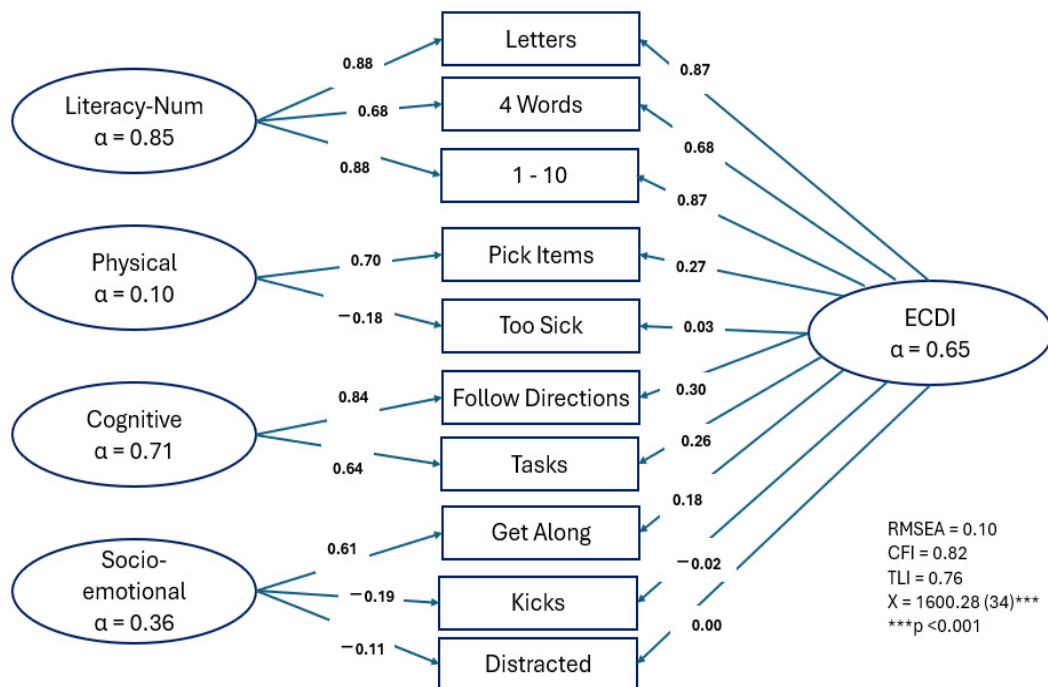 Literacy-Num
α = 0.85
Physical
α = 0.10
Cognitive
α = 0.71
Socio-
emotional
α = 0.36
0.88
0.68
0.88
0.70
−0.18
0.84
0.64
0.61
−0.19
−0.11
Letters
4 Words
1 - 10
Pick Items
Too Sick
Follow Directions
Tasks
Get Along
Kicks
Distracted
0.87
0.68
0.87
0.27
0.03
0.30
0.26
0.18
−0.02
0.00
ECDI
α = 0.65
RMSEA = 0.10
CFI = 0.82
TLI = 0.76
X = 1600.28 (34)***
***p <0.001